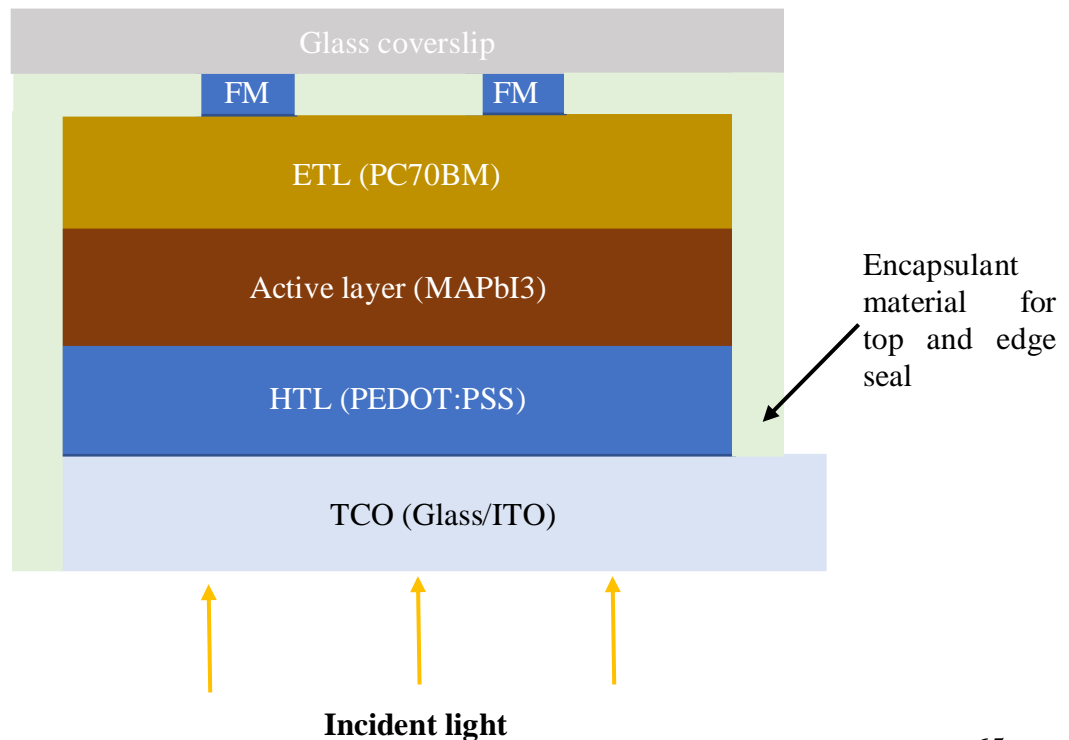 Glass coverslip
FM FM
ETL (PC70BM)
Active layer (MAPbI3)
Encapsulant
material for
top and edge
seal
HTL (PEDOT:PSS)
TCO (Glass/ITO)
Incident light